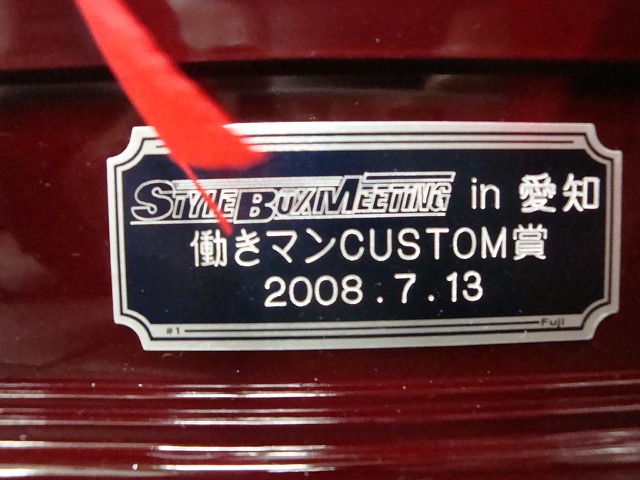 STYLE BOX MEETING in 愛知
働きマンCUSTOM賞
2008.7.13
#1 Fuji